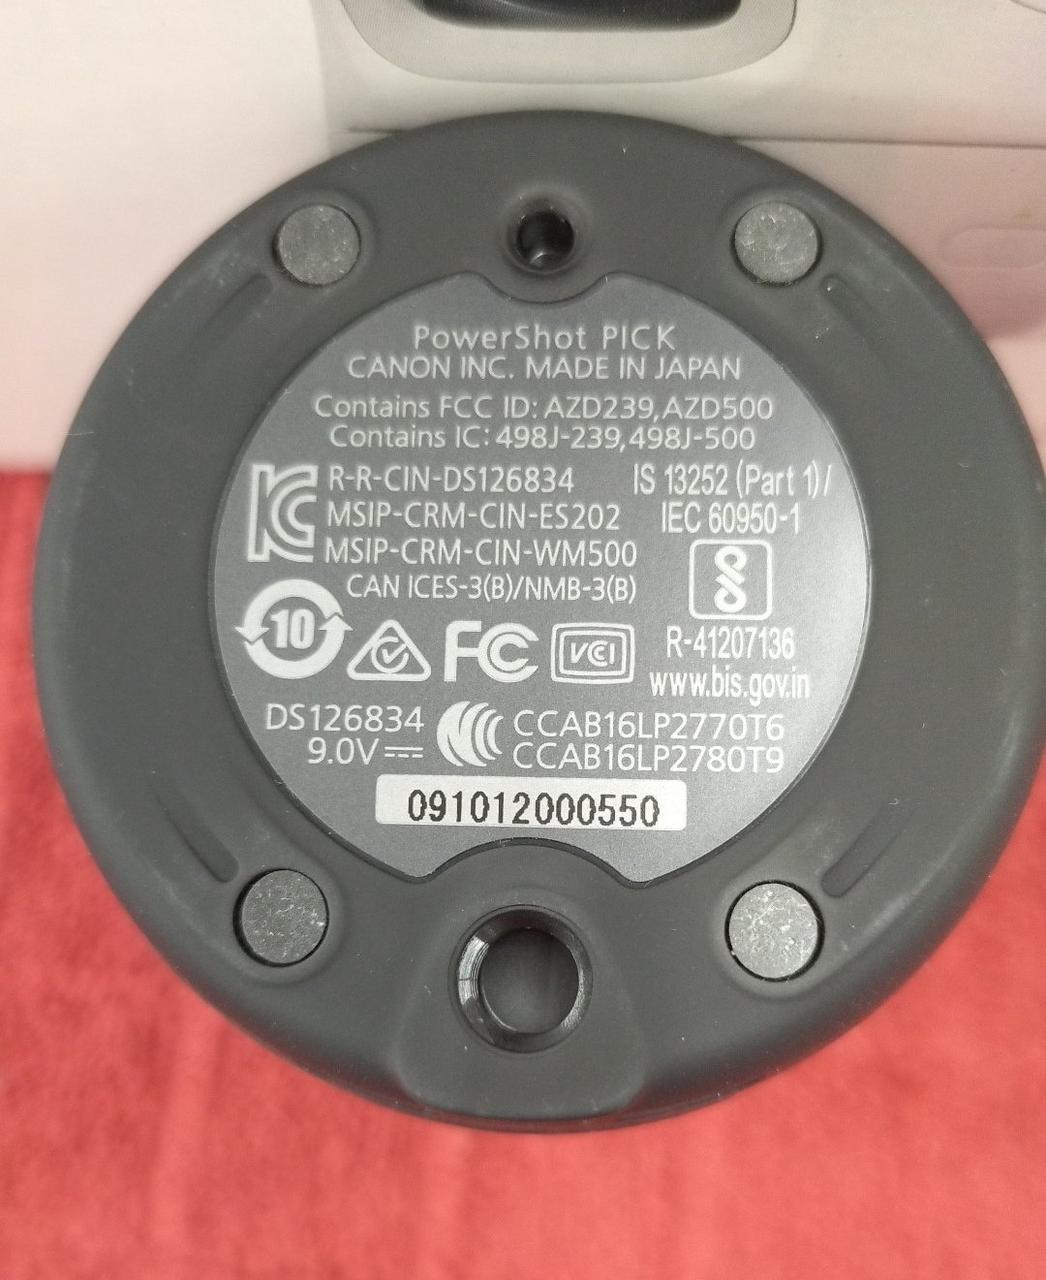 PowerShot PICK
CANON INC. MADE IN JAPAN
Contains FCC ID: AZD239,AZD500
Contains IC: 498J-239,498J-500
R-R-CIN-DS126834
MSIP-CRM-CIN-ES202
MSIP-CRM-CIN-WM500
IS 13252 (Part 1)/
IEC 60950-1
CAN ICES-3(B)/NMB-3(B)
10
FC
VCI
R-41207136
www.bis.gov.in
DS126834
9.0V
CCAB16LP2770T6
CCAB16LP2780T9
091012000550